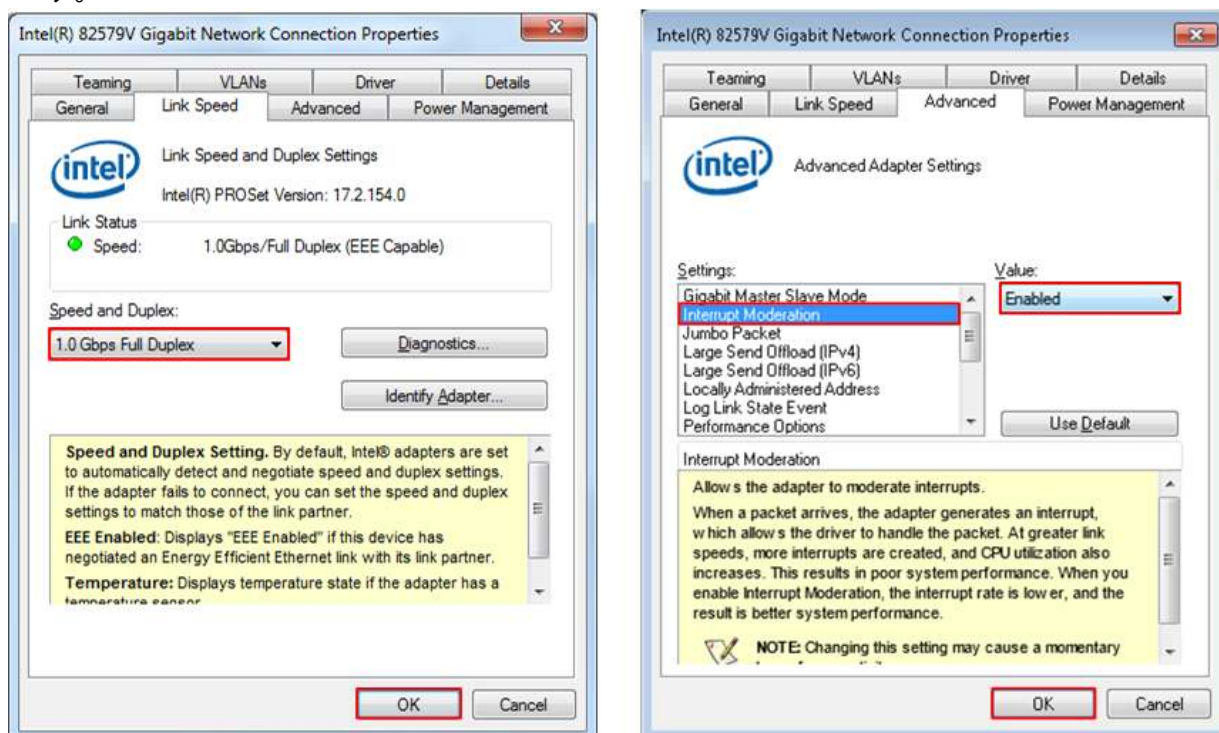 Intel(R) 82579V Gigabit Network Connection Properties
Teaming VLANs Driver Details
General Link Speed Advanced Power Management
intel
Link Speed and Duplex Settings
Intel(R) PROSet Version: 17.2.154.0
Link Status
Speed: 1.0Gbps/Full Duplex (EEE Capable)
Speed and Duplex:
1.0 Gbps Full Duplex
Diagnostics...
Identify Adapter...
Speed and Duplex Setting. By default, Intel® adapters are set
to automatically detect and negotiate speed and duplex settings.
If the adapter fails to connect, you can set the speed and duplex
settings to match those of the link partner.
EEE Enabled: Displays "EEE Enabled" if this device has
negotiated an Energy Efficient Ethernet link with its link partner.
Temperature: Displays temperature state if the adapter has a
temperature sensor
OK Cancel
Intel(R) 82579V Gigabit Network Connection Properties
Teaming VLANs Driver Details
General Link Speed Advanced Power Management
intel
Advanced Adapter Settings
Settings:
Value:
Gigabit Master Slave Mode
Interrupt Moderation
Jumbo Packet
Large Send Offload (IPv4)
Large Send Offload (IPv6)
Locally Administered Address
Log Link State Event
Performance Options
Enabled
Use Default
Interrupt Moderation
Allows the adapter to moderate interrupts.
When a packet arrives, the adapter generates an interrupt,
which allows the driver to handle the packet. At greater link
speeds, more interrupts are created, and CPU utilization also
increases. This results in poor system performance. When you
enable Interrupt Moderation, the interrupt rate is lower, and the
result is better system performance.
NOTE: Changing this setting may cause a momentary
OK Cancel